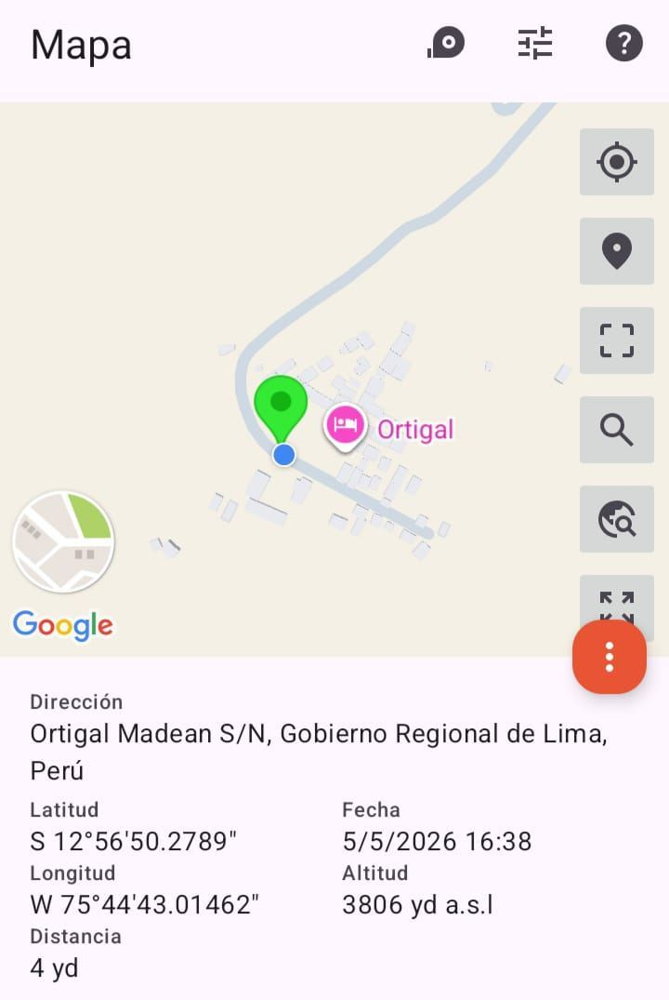 Mapa
Ortigal
Google
Dirección
Ortigal Madean S/N, Gobierno Regional de Lima,
Perú
Latitud
S 12°56'50.2789"
Fecha
5/5/2026 16:38
Longitud
W 75°44'43.01462"
Altitud
3806 yd a.s.l
Distancia
4 yd